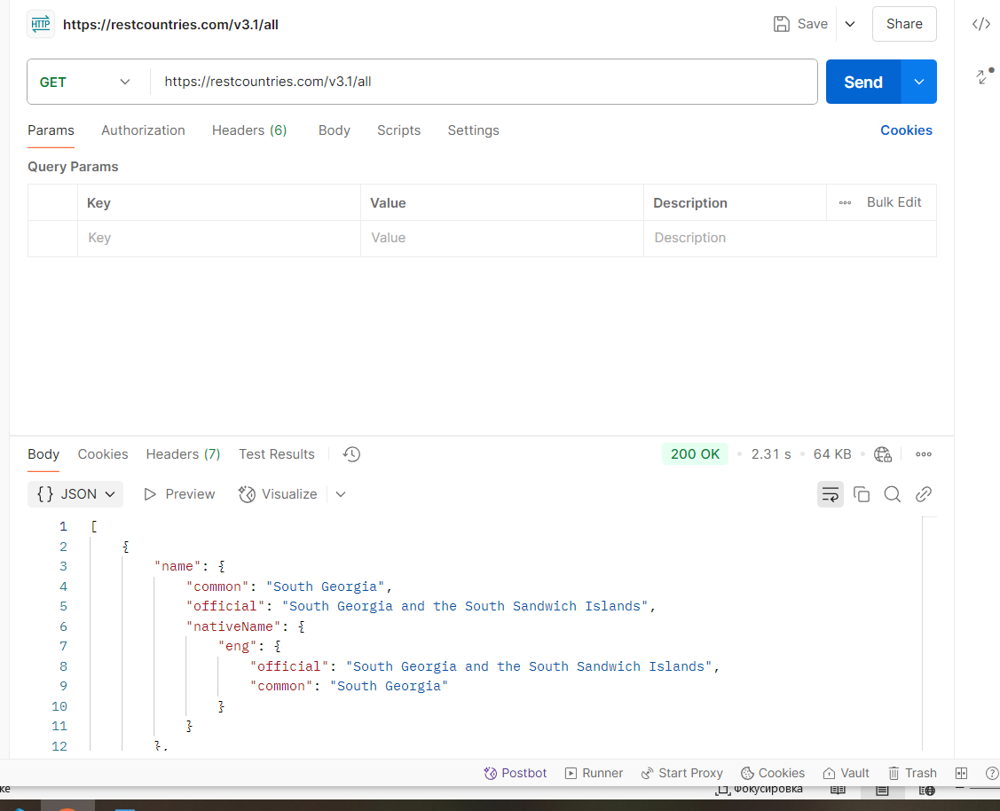 HTTP https://restcountries.com/v3.1/all Save Share </>
GET https://restcountries.com/v3.1/all Send
Params Authorization Headers (6) Body Scripts Settings Cookies
Query Params
Key Value Description Bulk Edit
Key Value Description
Body Cookies Headers (7) Test Results 200 OK • 2.31 s • 64 KB •
{} JSON Preview Visualize
1 [
2 {
3 "name": {
4 "common": "South Georgia",
5 "official": "South Georgia and the South Sandwich Islands",
6 "nativeName": {
7 "eng": {
8 "official": "South Georgia and the South Sandwich Islands",
9 "common": "South Georgia"
10 }
11 }
12 },
Postbot Runner Start Proxy Cookies Vault Trash
ке Фокусировка